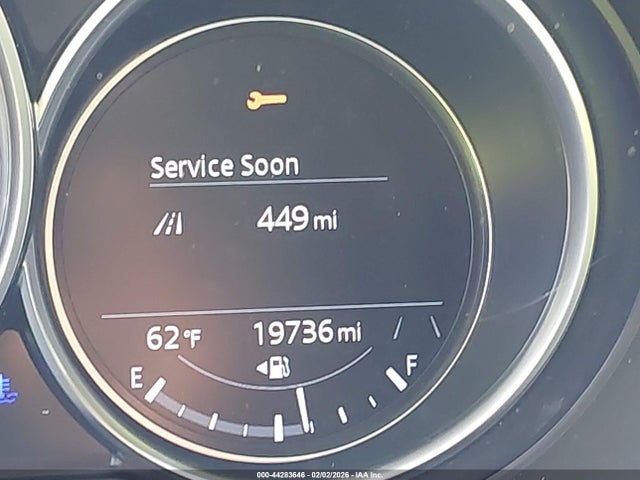 Service Soon
449 mi
62°F 19736 mi
E F
000-44283646 - 02/02/2026 - IAA Inc.